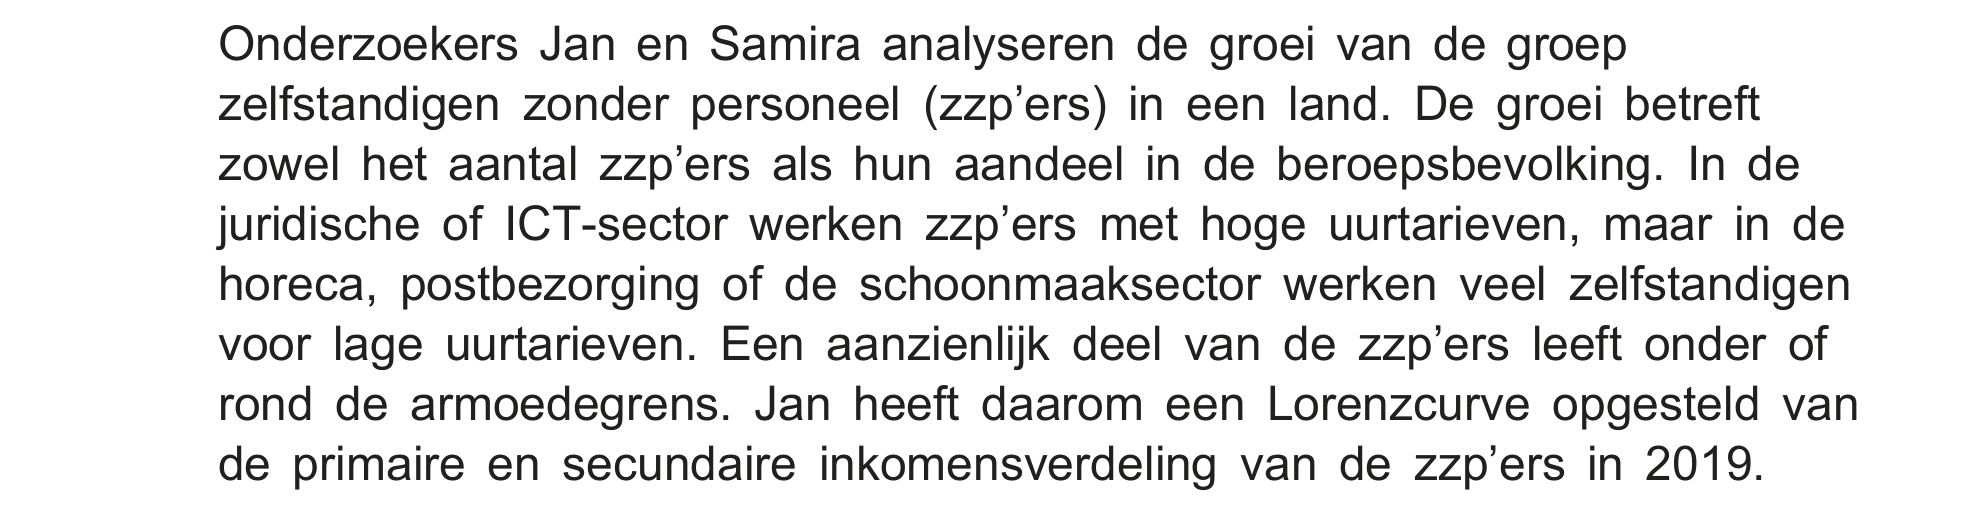 Onderzoekers Jan en Samira analyseren de groei van de groep
zelfstandigen zonder personeel (zzp’ers) in een land. De groei betreft
zowel het aantal zzp’ers als hun aandeel in de beroepsbevolking. In de
juridische of ICT-sector werken zzp’ers met hoge uurtarieven, maar in de
horeca, postbezorging of de schoonmaaksector werken veel zelfstandigen
voor lage uurtarieven. Een aanzienlijk deel van de zzp’ers leeft onder of
rond de armoedegrens. Jan heeft daarom een Lorenzcurve opgesteld van
de primaire en secundaire inkomensverdeling van de zzp’ers in 2019.